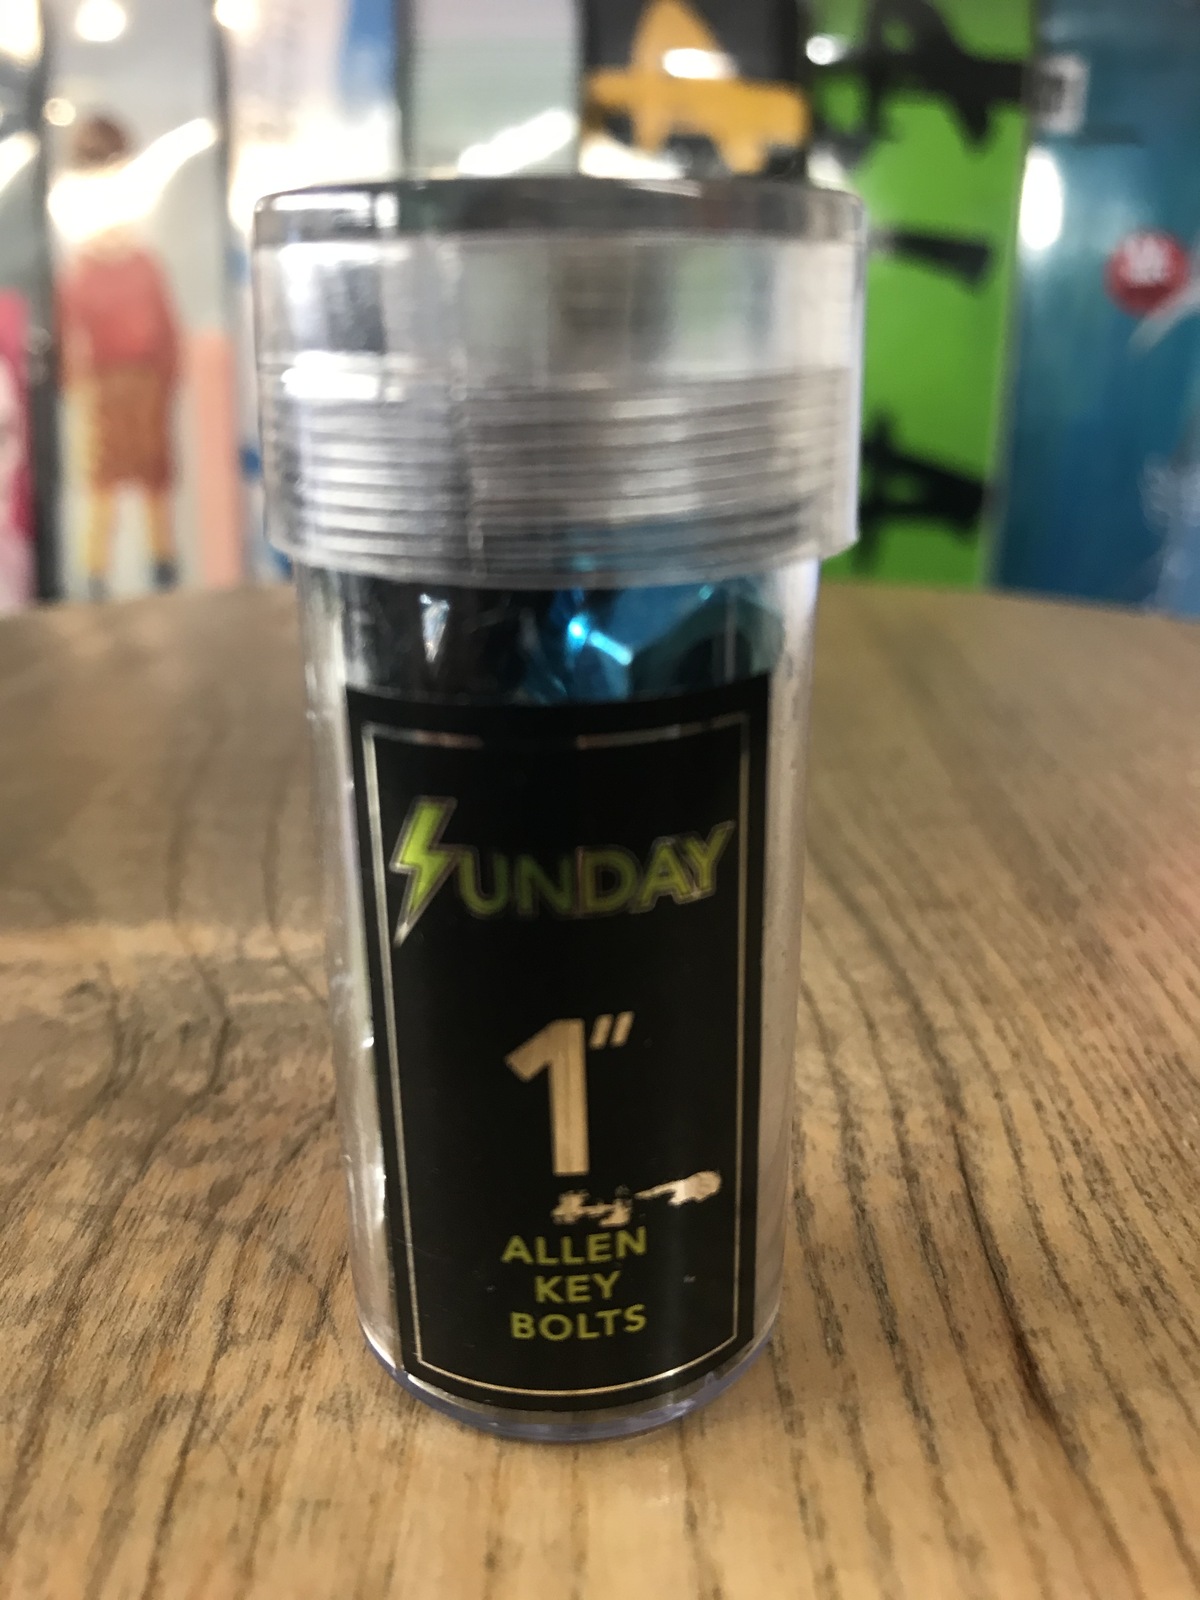 SUNDAY
1"
ALLEN
KEY
BOLTS